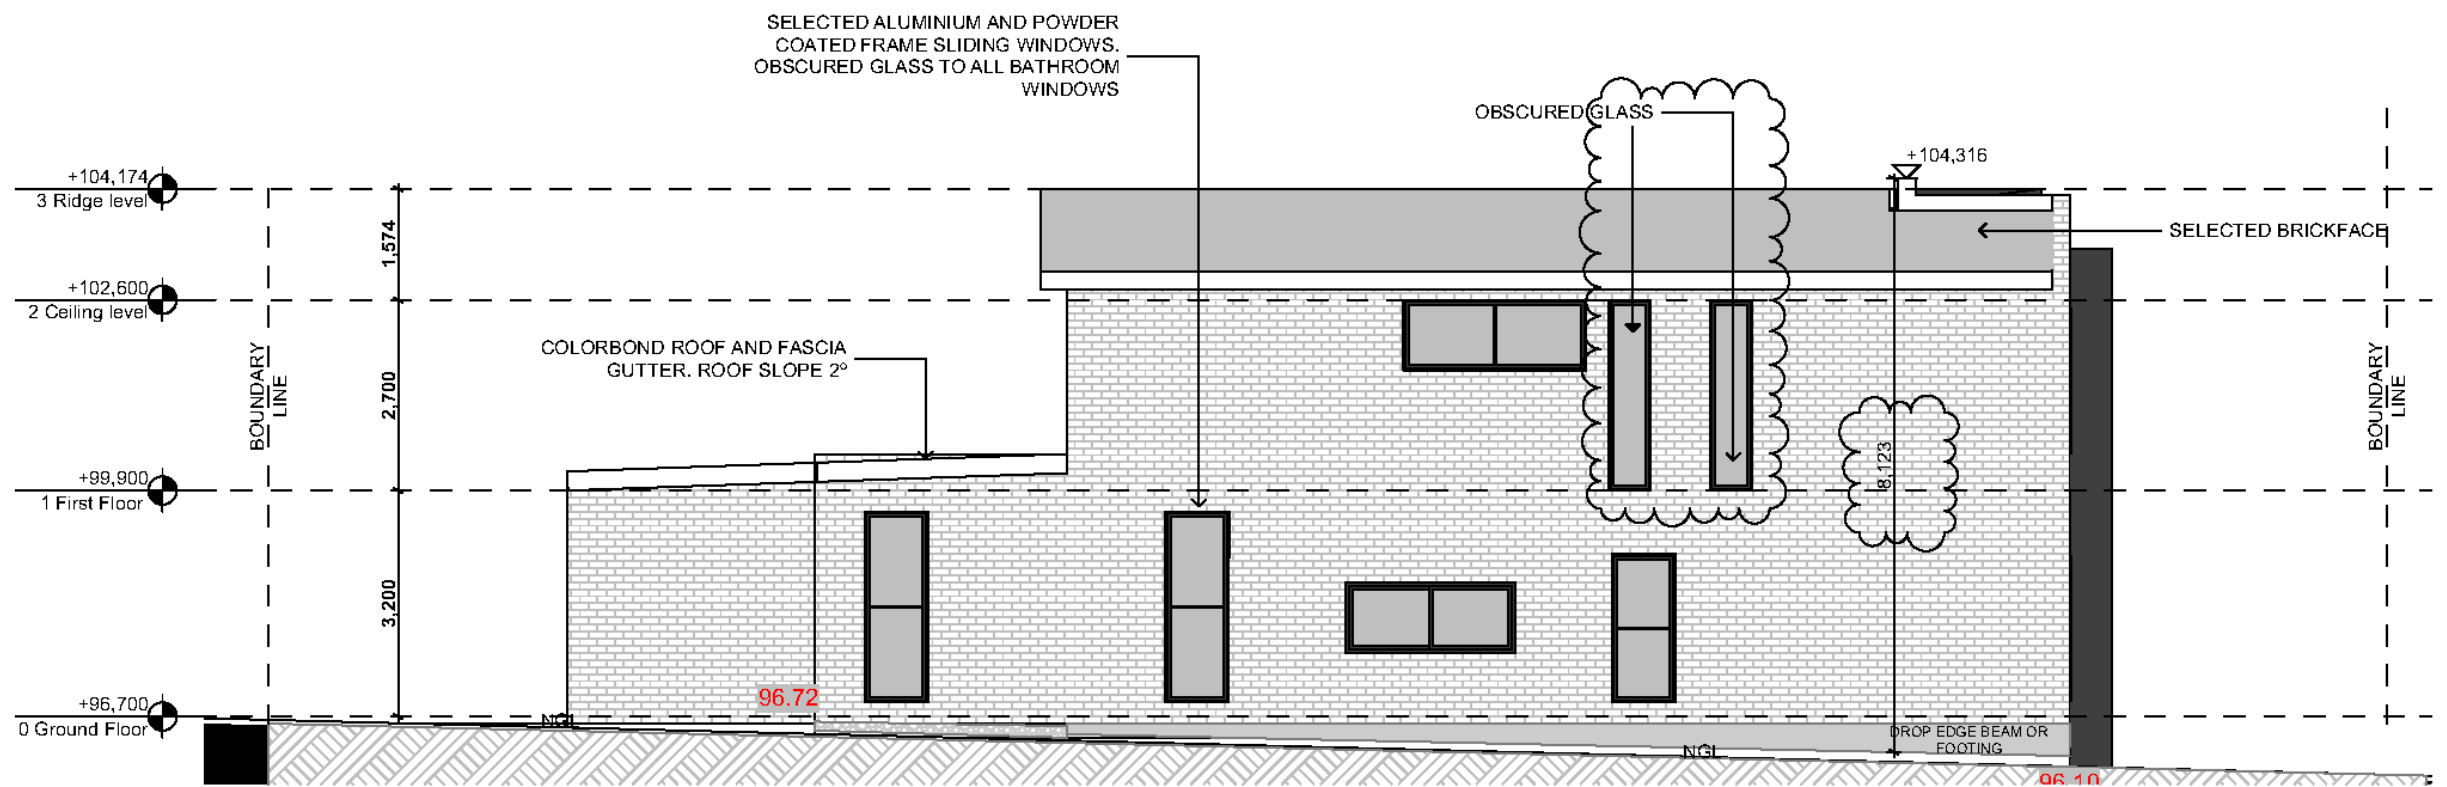 SELECTED ALUMINIUM AND POWDER
COATED FRAME SLIDING WINDOWS.
OBSCURED GLASS TO ALL BATHROOM
WINDOWS
OBSCURED GLASS
+104,316
+104,174
3 Ridge level
1,574
SELECTED BRICKFACE
+102,600
2 Ceiling level
COLORBOND ROOF AND FASCIA
GUTTER. ROOF SLOPE 2º
BOUNDARY
LINE
2,700
BOUNDARY
LINE
8,123
+99,900
1 First Floor
3,200
96.72
+96,700
0 Ground Floor
NGL
DROP EDGE BEAM OR
FOOTING
NGL
96.10